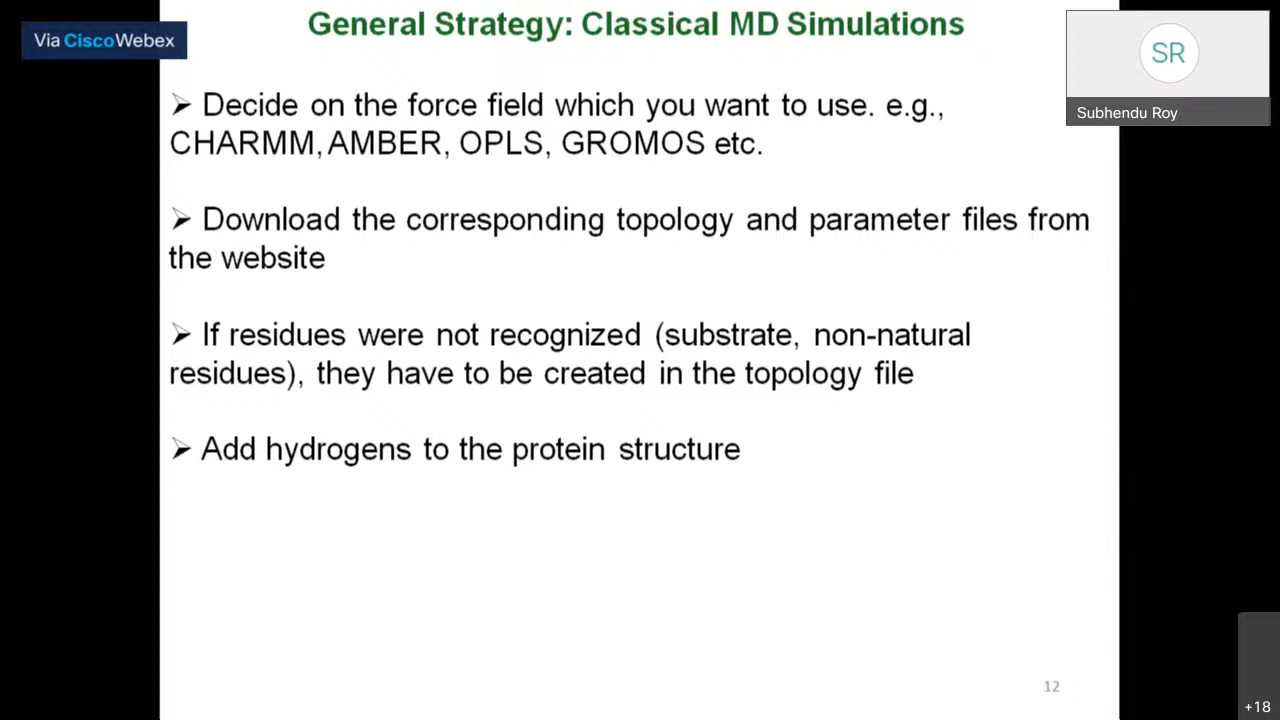 General Strategy: Classical MD Simulations
Via CiscoWebex
SR
Subhendu Roy
➢ Decide on the force field which you want to use. e.g.,
CHARMM, AMBER, OPLS, GROMOS etc.
➢ Download the corresponding topology and parameter files from
the website
➢ If residues were not recognized (substrate, non-natural
residues), they have to be created in the topology file
➢ Add hydrogens to the protein structure
12
+18